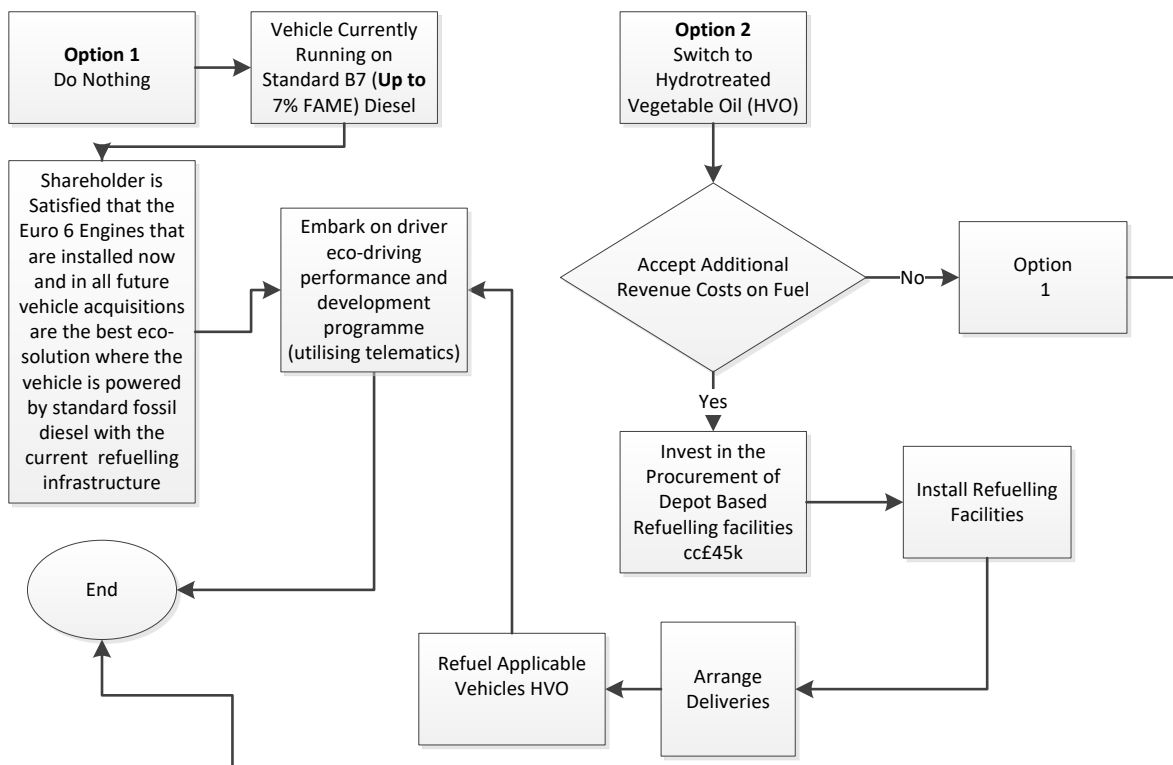 Option 1
Do Nothing
Vehicle Currently
Running on
Standard B7 (Up to
7% FAME) Diesel
Shareholder is
Satisfied that the
Euro 6 Engines that
are installed now
and in all future
vehicle acquisitions
are the best eco-
solution where the
vehicle is powered
by standard fossil
diesel with the
current refuelling
infrastructure
Embark on driver
eco-driving
performance and
development
programme
(utilising telematics)
End
Option 2
Switch to
Hydrotreated
Vegetable Oil (HVO)
Accept Additional
Revenue Costs on Fuel
No
Option
1
Yes
Invest in the
Procurement of
Depot Based
Refuelling facilities
cc£45k
Install Refuelling
Facilities
Arrange
Deliveries
Refuel Applicable
Vehicles HVO